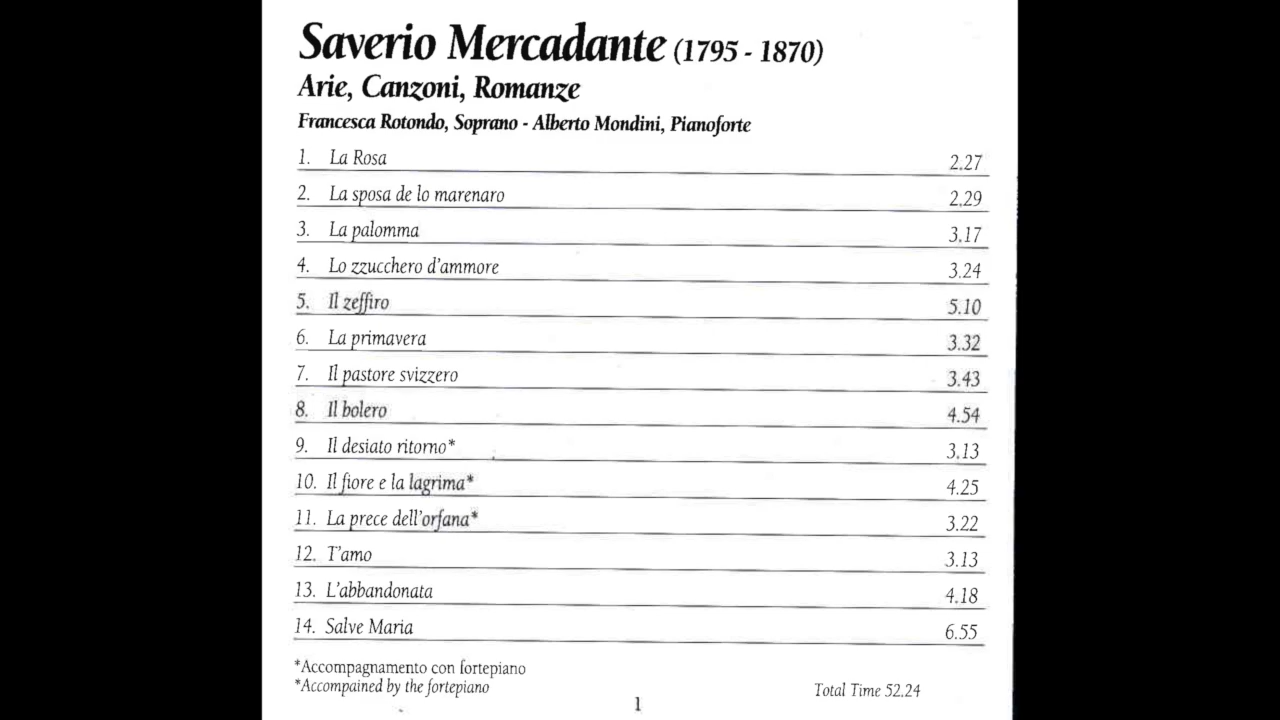 Saverio Mercadante (1795 - 1870)
Arie, Canzoni, Romanze
Francesca Rotondo, Soprano - Alberto Mondini, Pianoforte
1. La Rosa 2.27
2. La sposa de lo marenaro 2.29
3. La palomma 3.17
4. Lo zzucchero d'ammore 3.24
5. Il zeffiro 5.10
6. La primavera 3.32
7. Il pastore svizzero 3.43
8. Il bolero 4.54
9. Il desiato ritorno* 3.13
10. Il fiore e la lagrima* 4.25
11. La prece dell'orfana* 3.22
12. T'amo 3.13
13. L'abbandonata 4.18
14. Salve Maria 6.55
*Accompagnamento con fortepiano
*Accompained by the fortepiano
Total Time 52.24
1